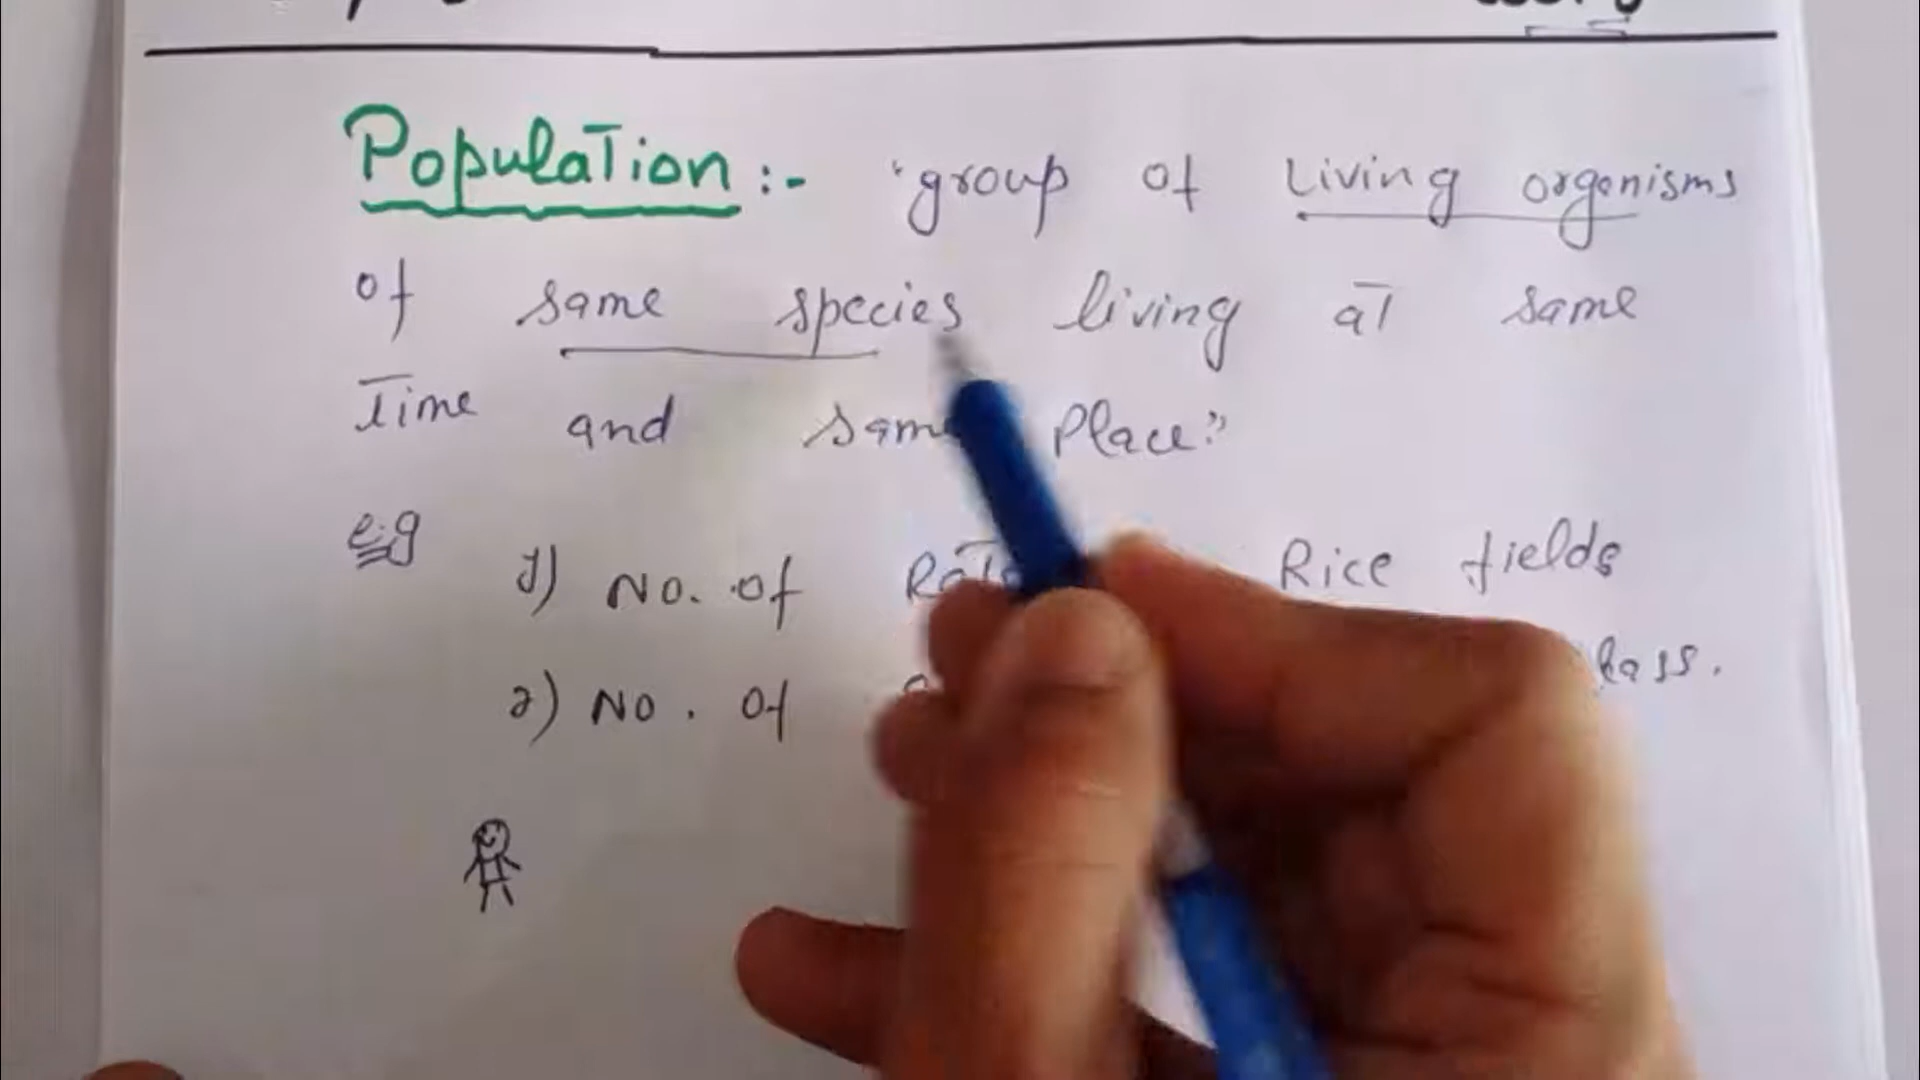 Population :- "group of Living organisms
of same species living at same
Time and same Place."
e.g
1) No. of Rice fields
2) No. of